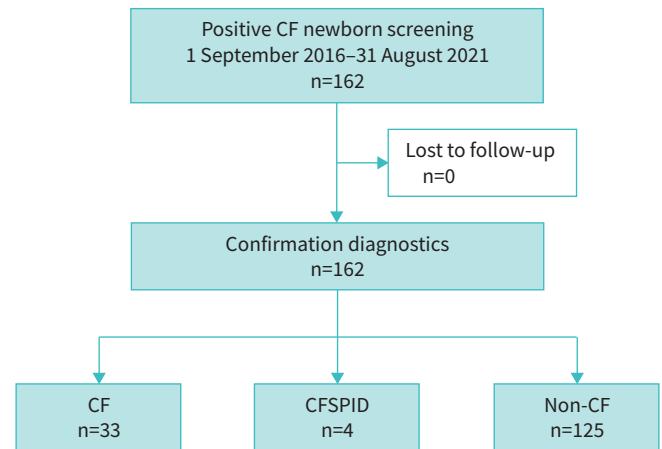 Positive CF newborn screening
1 September 2016–31 August 2021
n=162
Lost to follow-up
n=0
Confirmation diagnostics
n=162
CF
n=33
CFSPID
n=4
Non-CF
n=125